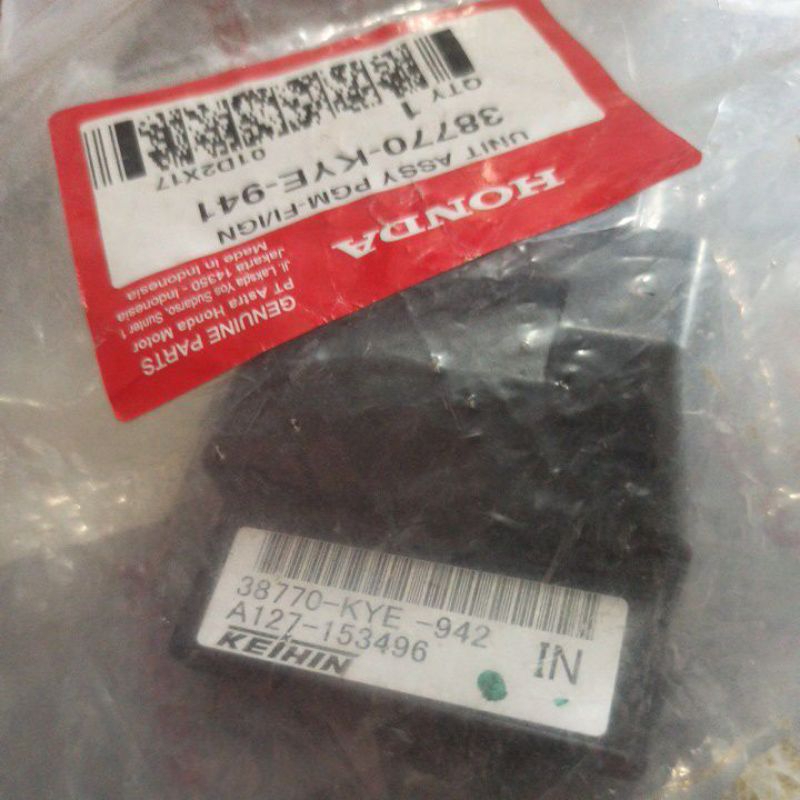 HONDA
UNIT ASSY PGM-FI/IGN
38770-KYE-941
QTY 1
01D2X17
GENUINE PARTS
PT Astra Honda Motor
Jl. Laksda Yos Sudarso, Sunter 1
Jakarta 14350 - Indonesia
Made in Indonesia
38770-KYE -942
A127-153496
KEIHIN
IN